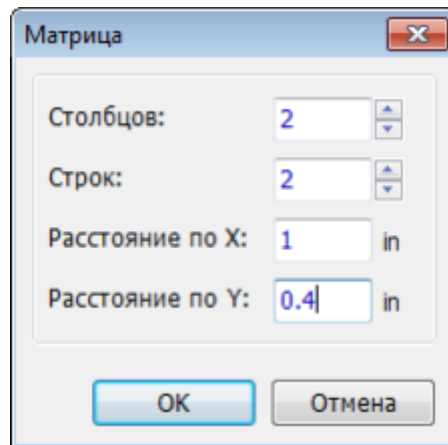 Матрица
Столбцов: 2
Строк: 2
Расстояние по X: 1 in
Расстояние по Y: 0.4 in
OK Отмена